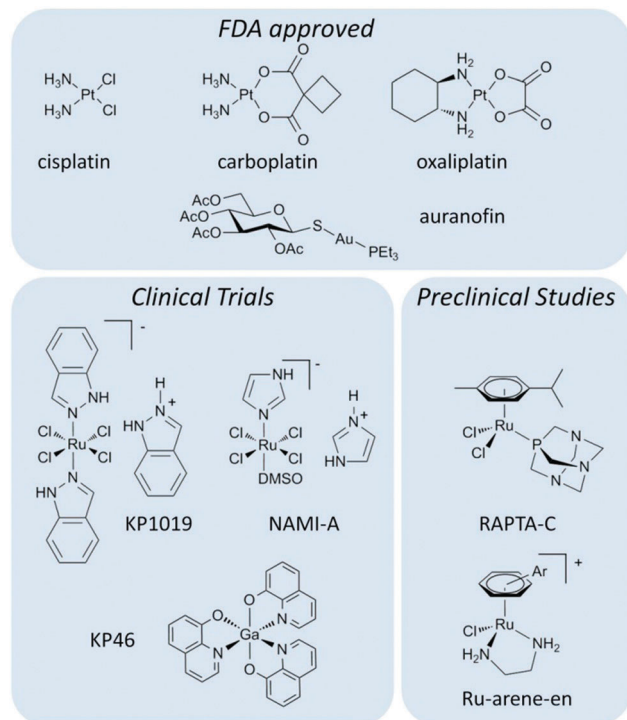 FDA approved
H₃N Cl
Pt
H₃N Cl
cisplatin
O
H₃N O
Pt
H₃N O
O
carboplatin
H₂
N O O
Pt
N O O
H₂
oxaliplatin
AcO
AcO O
AcO S
OAc Au
PEt₃
auranofin
Clinical Trials
-
HN
N
Cl Cl
Ru
Cl Cl
N
HN
H
N+
HN
KP1019
-
NH
N
Cl Cl
Ru
Cl Cl
DMSO
H
N+
N
H
NAMI-A
KP46
O
O N
Ga
N N
O
Preclinical Studies
Ru
Cl P
Cl N
N
N
RAPTA-C
+
Ar
Ru
Cl
N NH₂
H₂
Ru-arene-en